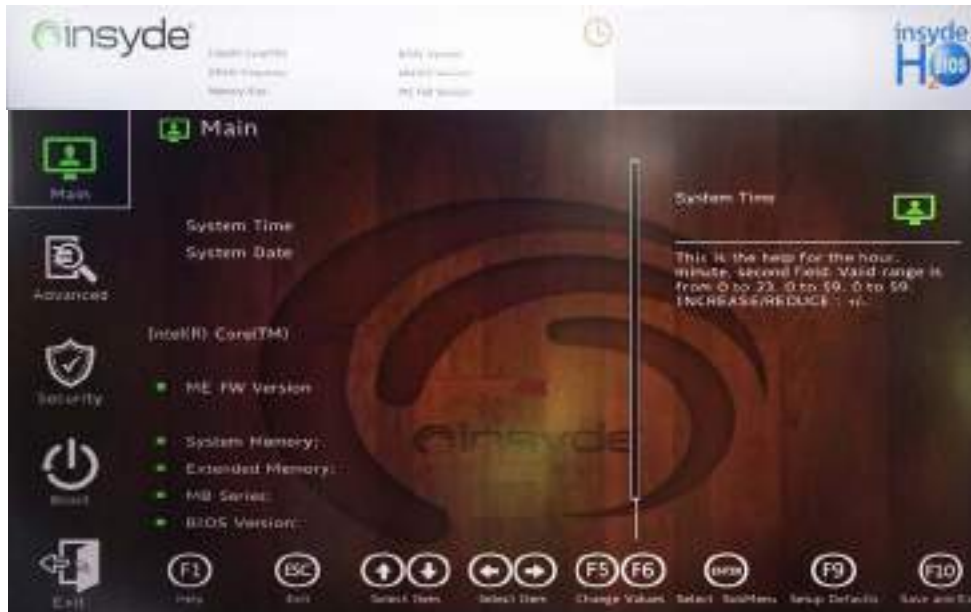 insyde
insyde
H2O
BIOS
Main
Main
System Time
System Date
System Time
This is the help for the hour,
minute, second field. Valid range is
from 0 to 23, 0 to 59, 0 to 59.
INCREASE/REDUCE : +/-.
Advanced
Intel(R) Core(TM)
Security
ME FW Version
System Memory:
Extended Memory:
MB Series:
BIOS Version:
insyde
Boot
Exit
F1
ESC
F5
F6
ENTER
F9
F10
Help
Exit
Select Item
Select Item
Change Values
Select SubMenu
Setup Defaults